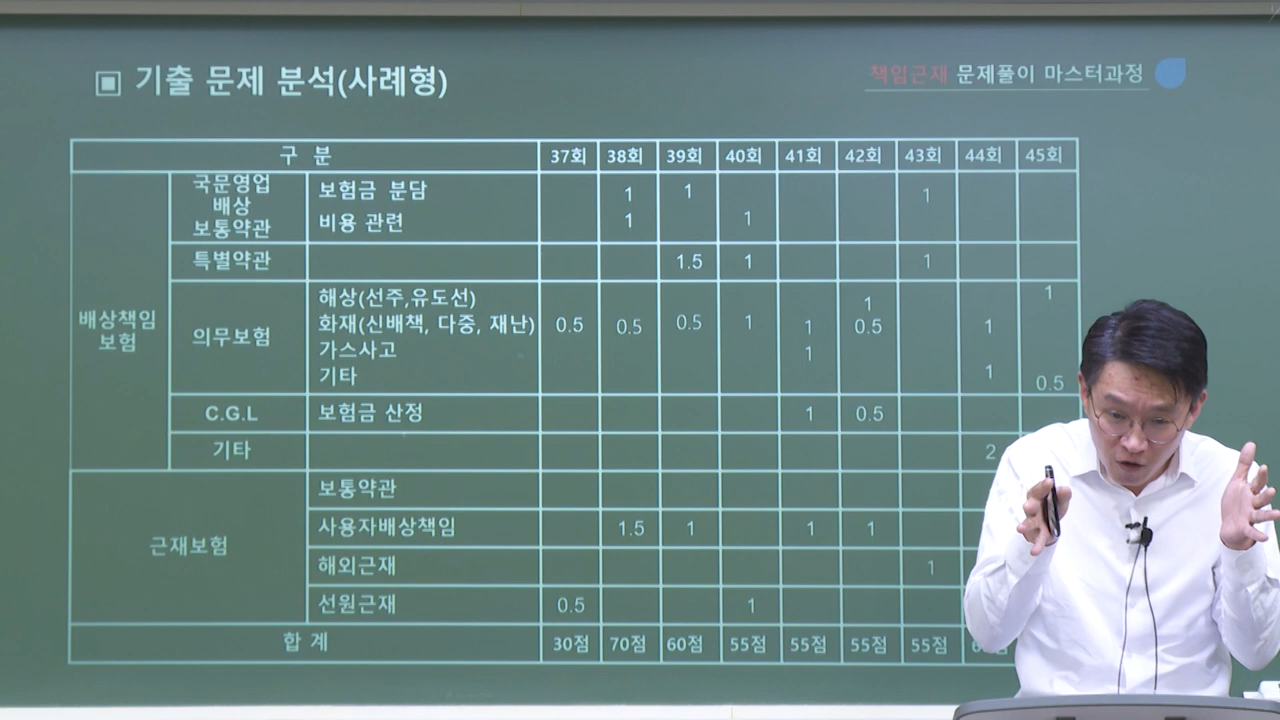 ▣ 기출 문제 분석(사례형)
책임근재 문제풀이 마스터과정
구 분 37회 38회 39회 40회 41회 42회 43회 44회 45회
배상책임
보험
국문영업
배상
보통약관
보험금 분담 1 1 1
비용 관련 1 1
특별약관 1.5 1 1
의무보험
해상(선주,유도선) 1 1
화재(신배책, 다중, 재난) 0.5 0.5 0.5 1 1 0.5 1
가스사고 1
기타 1 0.5
C.G.L 보험금 산정 1 0.5
기타 2
근재보험
보통약관
사용자배상책임 1.5 1 1 1
해외근재 1
선원근재 0.5 1
합 계 30점 70점 60점 55점 55점 55점 55점